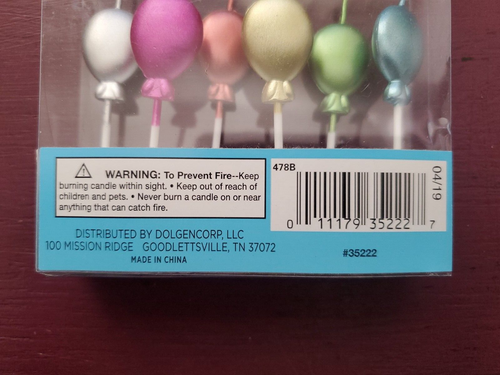 WARNING: To Prevent Fire--Keep
burning candle within sight. • Keep out of reach of
children and pets. • Never burn a candle on or near
anything that can catch fire.
DISTRIBUTED BY DOLGENCORP, LLC
100 MISSION RIDGE GOODLETTSVILLE, TN 37072
MADE IN CHINA
478B
0 11179 35222 7
04/19
#35222